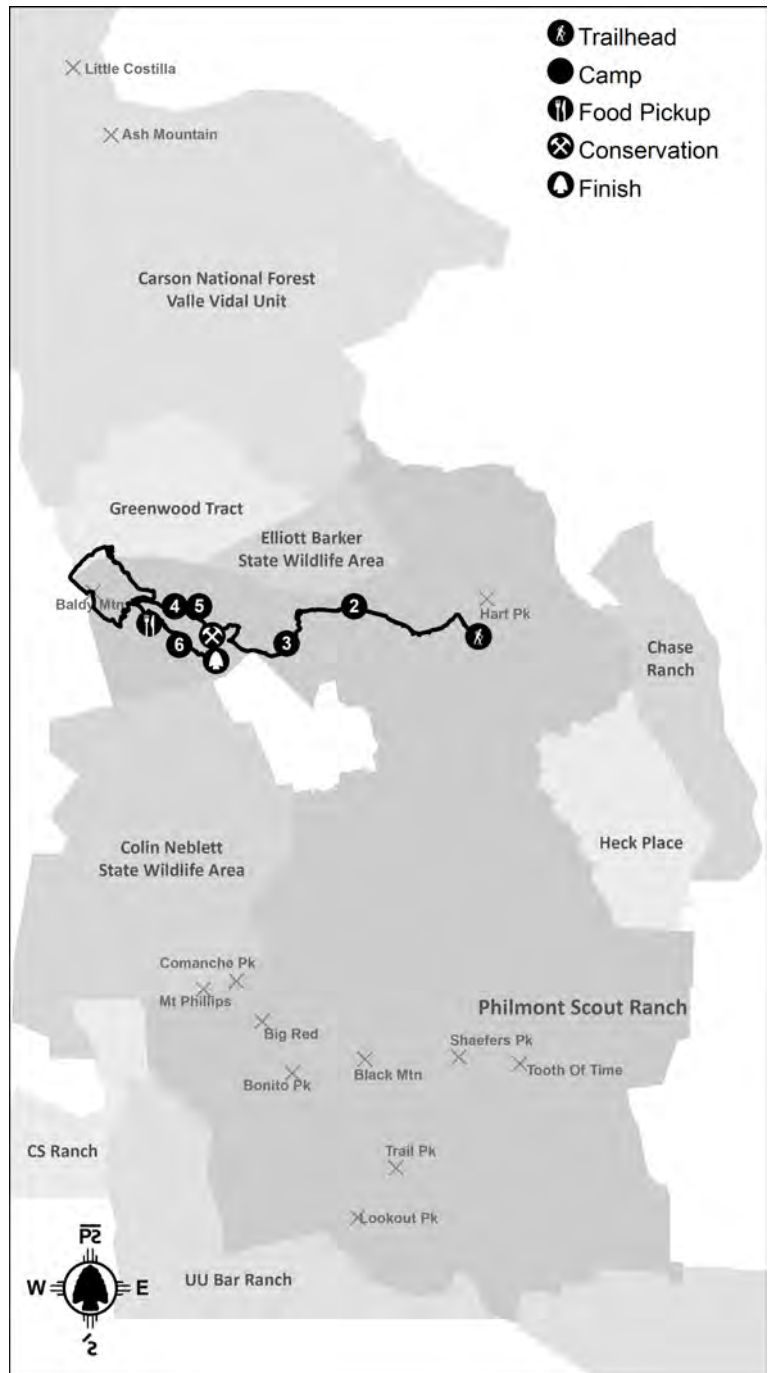 Trailhead
Camp
Food Pickup
Conservation
Finish
Little Costilla
Ash Mountain
Carson National Forest
Valle Vidal Unit
Greenwood Tract
Elliott Barker
State Wildlife Area
Baldy Mtn
4
5
2
Hart Pk
3
6
Chase
Ranch
Heck Place
Colin Neblett
State Wildlife Area
Comanche Pk
Mt Phillips
Big Red
Philmont Scout Ranch
Shaefers Pk
Black Mtn
Tooth Of Time
Bonito Pk
CS Ranch
Trail Pk
Lookout Pk
UU Bar Ranch
W
E